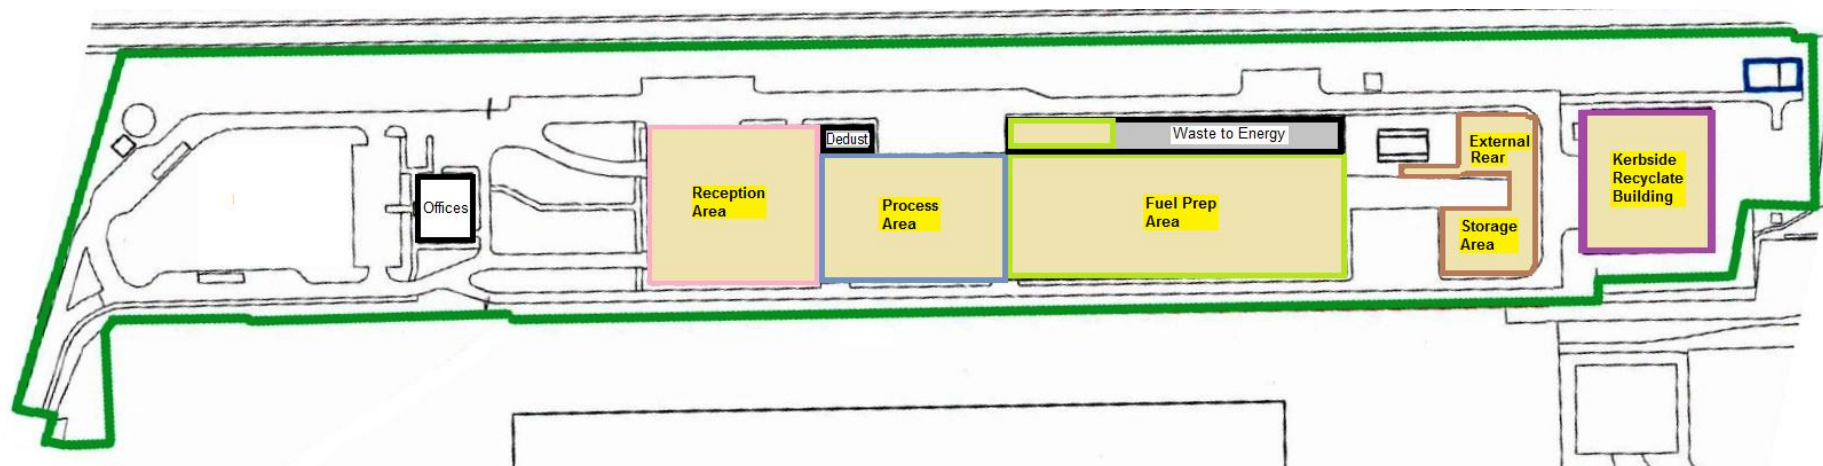 Offices
Reception
Area
Dedust
Process
Area
Waste to Energy
Fuel Prep
Area
External
Rear
Storage
Area
Kerbside
Recyclate
Building